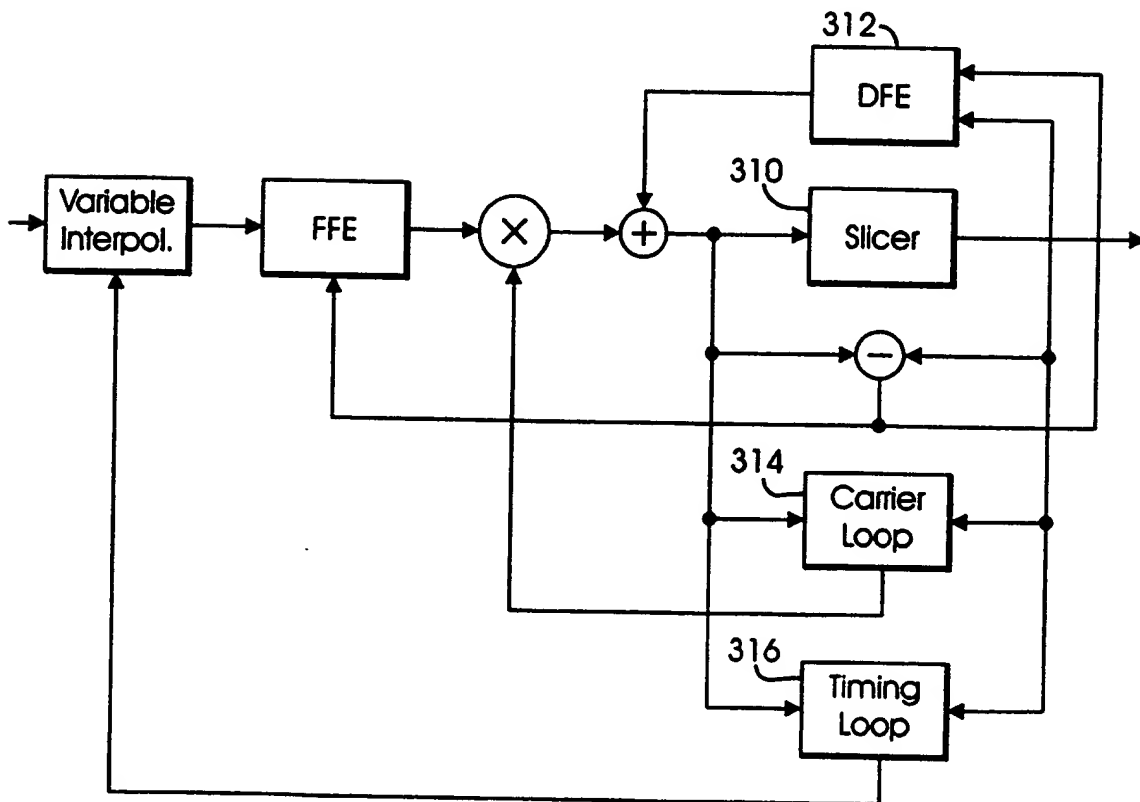 312
DFE
310
Variable
Interpol.
FFE
×
+
Slicer
−
314
Carrier
Loop
316
Timing
Loop